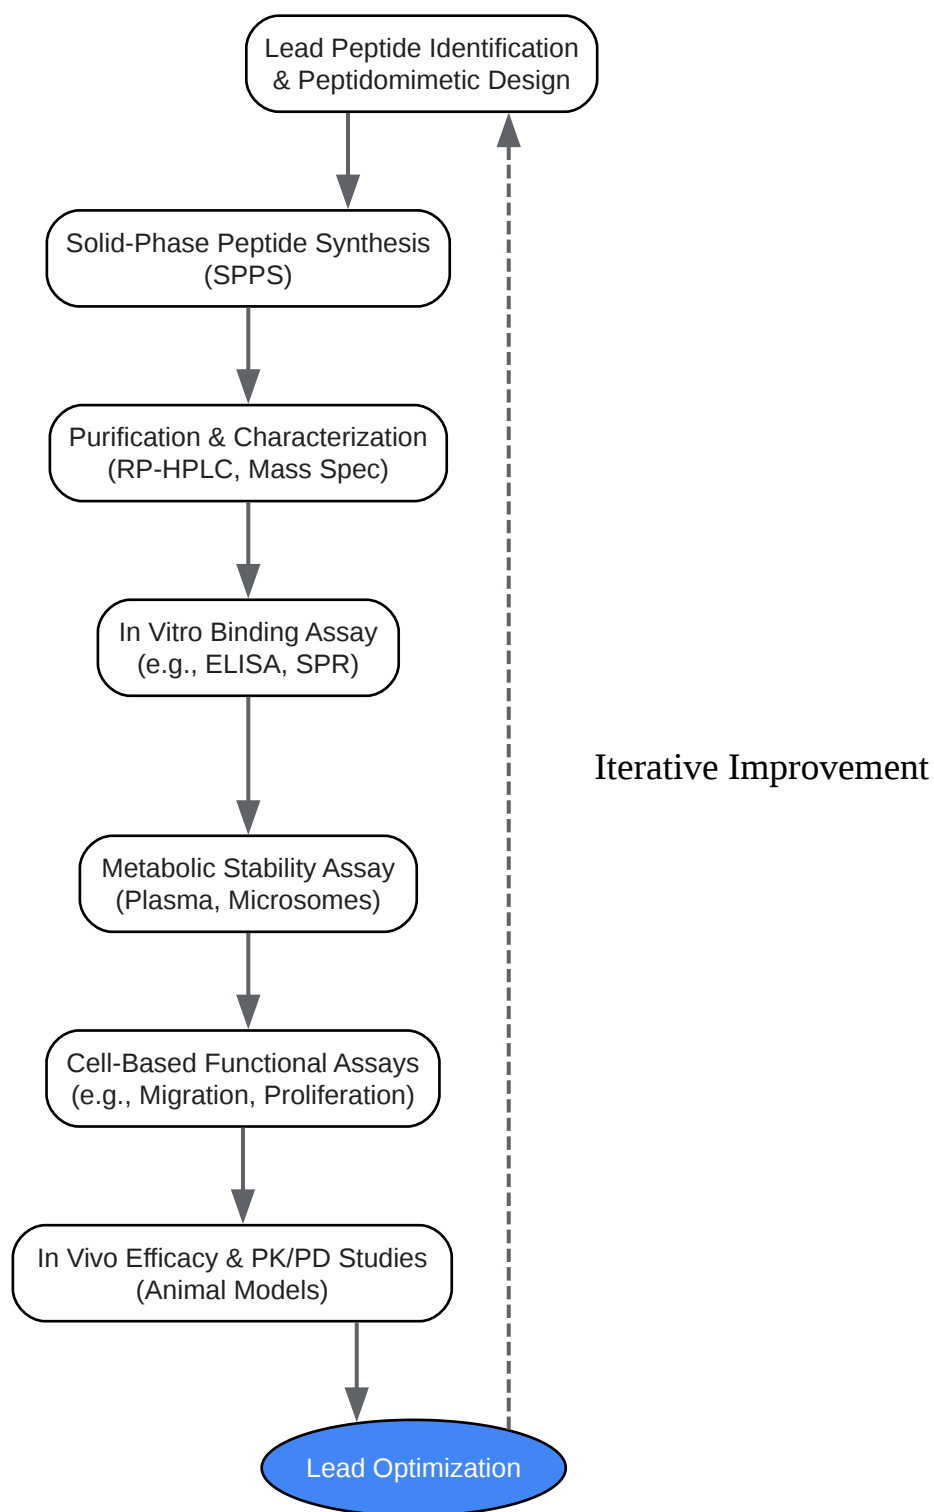 Lead Peptide Identification
& Peptidomimetic Design
Solid-Phase Peptide Synthesis
(SPPS)
Purification & Characterization
(RP-HPLC, Mass Spec)
In Vitro Binding Assay
(e.g., ELISA, SPR)
Iterative Improvement
Metabolic Stability Assay
(Plasma, Microsomes)
Cell-Based Functional Assays
(e.g., Migration, Proliferation)
In Vivo Efficacy & PK/PD Studies
(Animal Models)
Lead Optimization